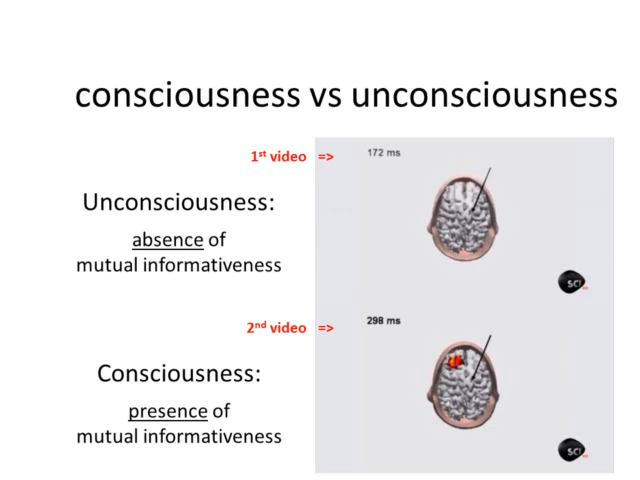 consciousness vs unconsciousness
1st video =>
172 ms
Unconsciousness:
absence of
mutual informativeness
SCI
2nd video =>
298 ms
Consciousness:
presence of
mutual informativeness
SCI